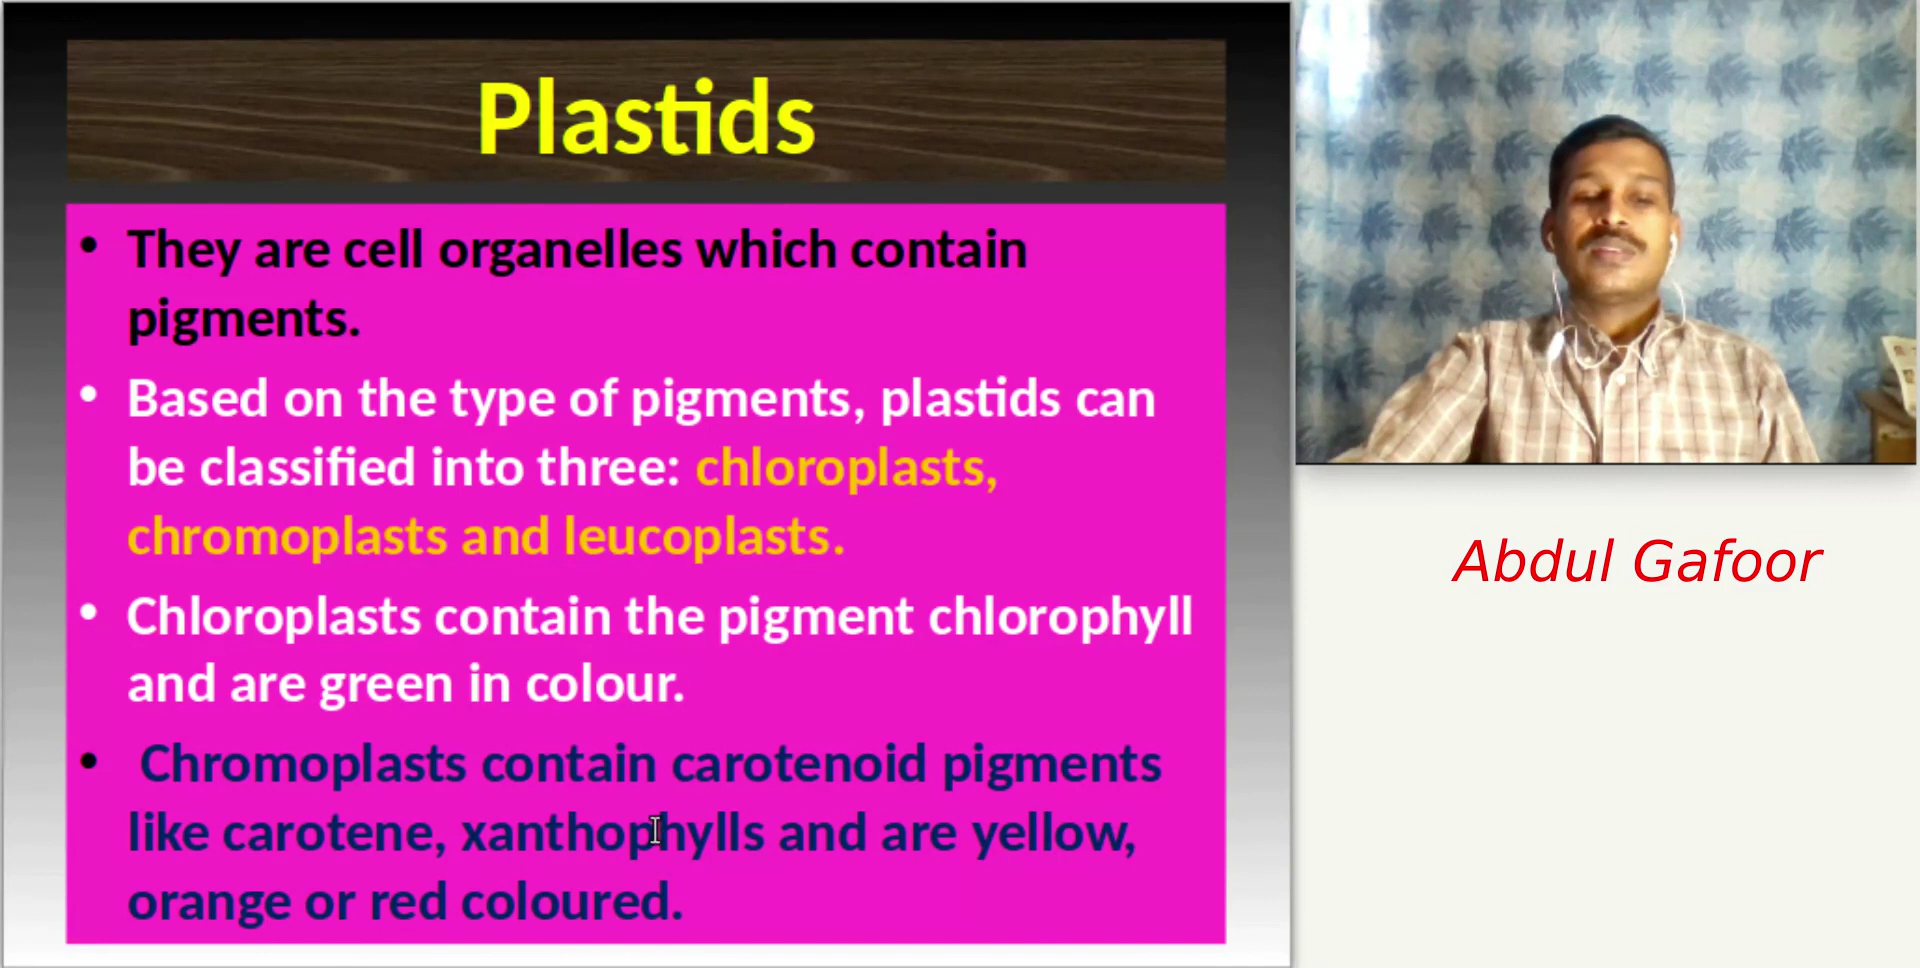 Plastids
• They are cell organelles which contain
pigments.
• Based on the type of pigments, plastids can
be classified into three: chloroplasts,
chromoplasts and leucoplasts.
• Chloroplasts contain the pigment chlorophyll
and are green in colour.
• Chromoplasts contain carotenoid pigments
like carotene, xanthophylls and are yellow,
orange or red coloured.
Abdul Gafoor